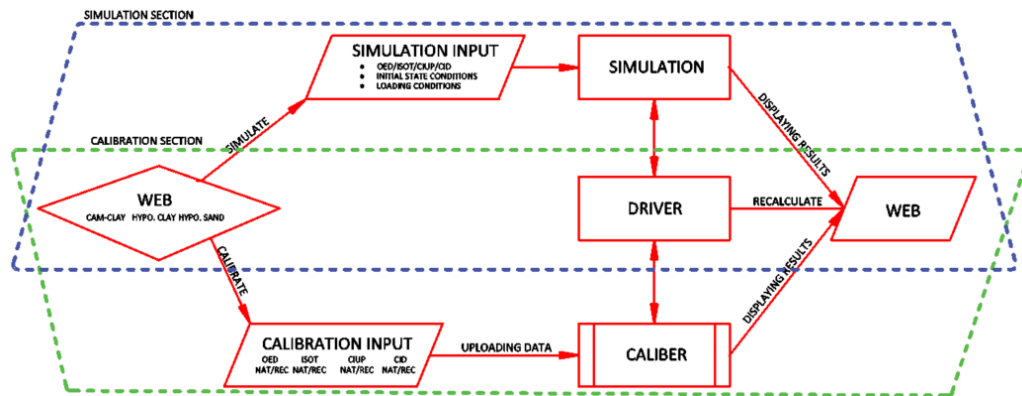 SIMULATION SECTION
SIMULATION INPUT
• OED/ISOT/CIUP/CID
• INITIAL STATE CONDITIONS
• LOADING CONDITIONS
SIMULATION
SIMULATE
DISPLAYING RESULTS
CALIBRATION SECTION
WEB
CAM-CLAY HYPO. CLAY HYPO. SAND
DRIVER
RECALCULATE
WEB
CALIBRATE
DISPLAYING RESULTS
CALIBRATION INPUT
OED ISOT CIUP CID
NAT/REC NAT/REC NAT/REC NAT/REC
UPLOADING DATA
CALIBER